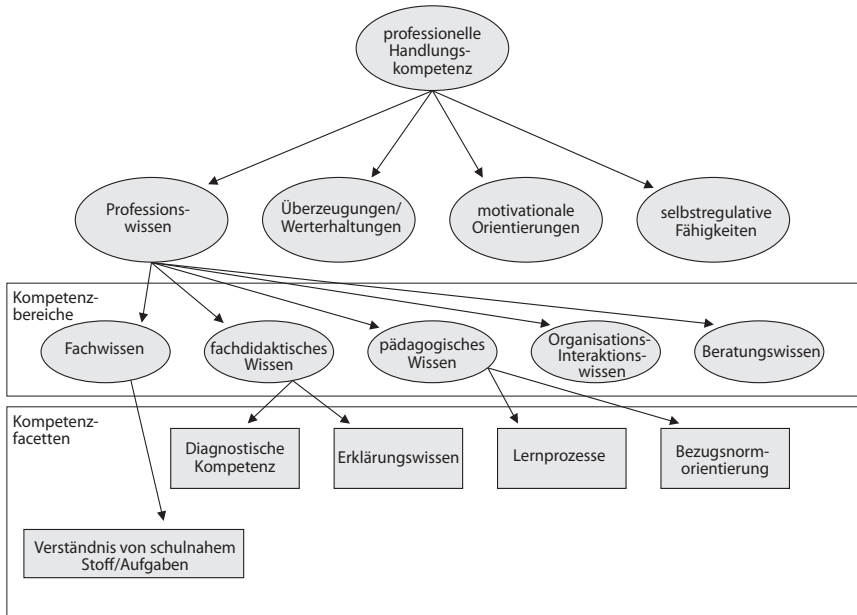 professionelle
Handlungs-
kompetenz
Professions-
wissen
Überzeugungen/
Werterhaltungen
motivationale
Orientierungen
selbstregulative
Fähigkeiten
Kompetenz-
bereiche
Fachwissen
fachdidaktisches
Wissen
pädagogisches
Wissen
Organisations-
Interaktions-
wissen
Beratungswissen
Kompetenz-
facetten
Diagnostische
Kompetenz
Erklärungswissen
Lernprozesse
Bezugsnorm-
orientierung
Verständnis von schulnahem
Stoff/Aufgaben